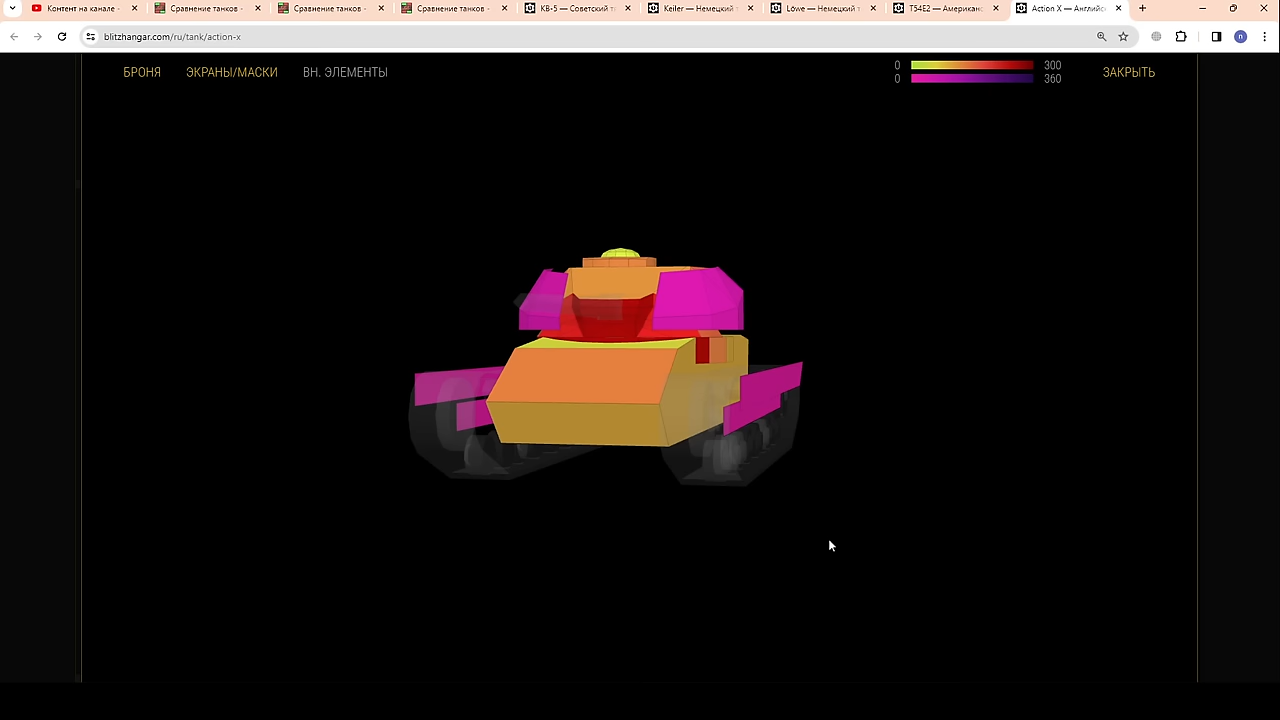 Контент на канале -
Сравнение танков -
Сравнение танков -
Сравнение танков -
КВ-5 — Советский т
Keiler — Немецкий т
Löwe — Немецкий т
T54E2 — Американс
Action X — Английс
blitzhangar.com/ru/tank/action-x
n
БРОНЯ
ЭКРАНЫ/МАСКИ
ВН. ЭЛЕМЕНТЫ
0
300
0
360
ЗАКРЫТЬ